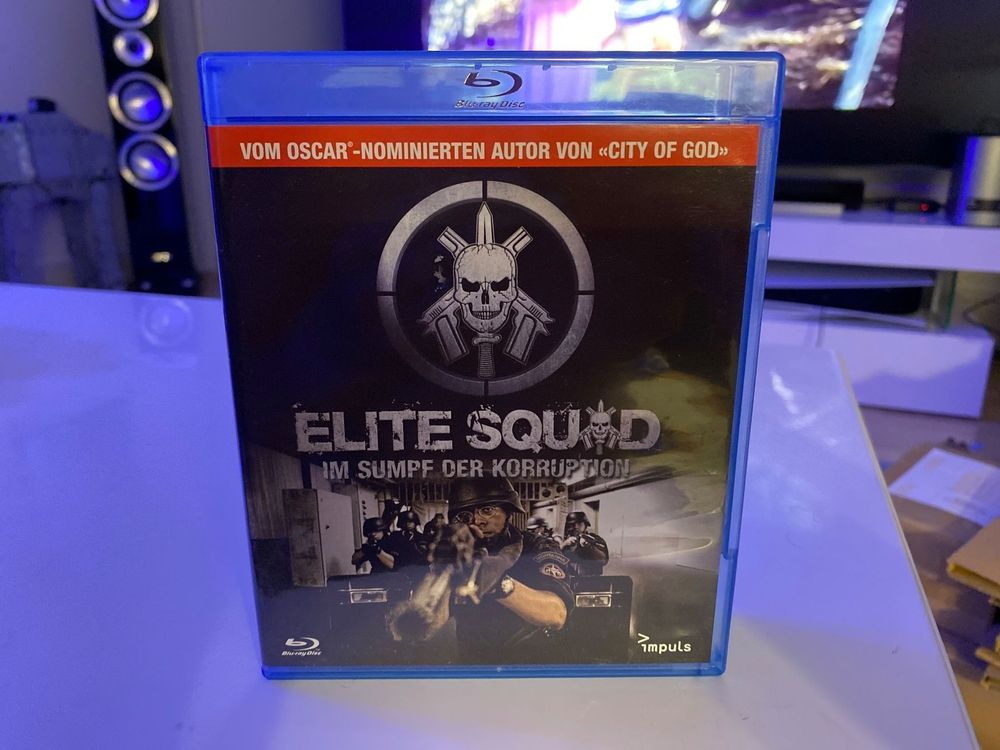 Blu-ray Disc
VOM OSCAR®-NOMINIERTEN AUTOR VON «CITY OF GOD»
ELITE SQUAD
IM SUMPF DER KORRUPTION
Blu-ray Disc
impuls